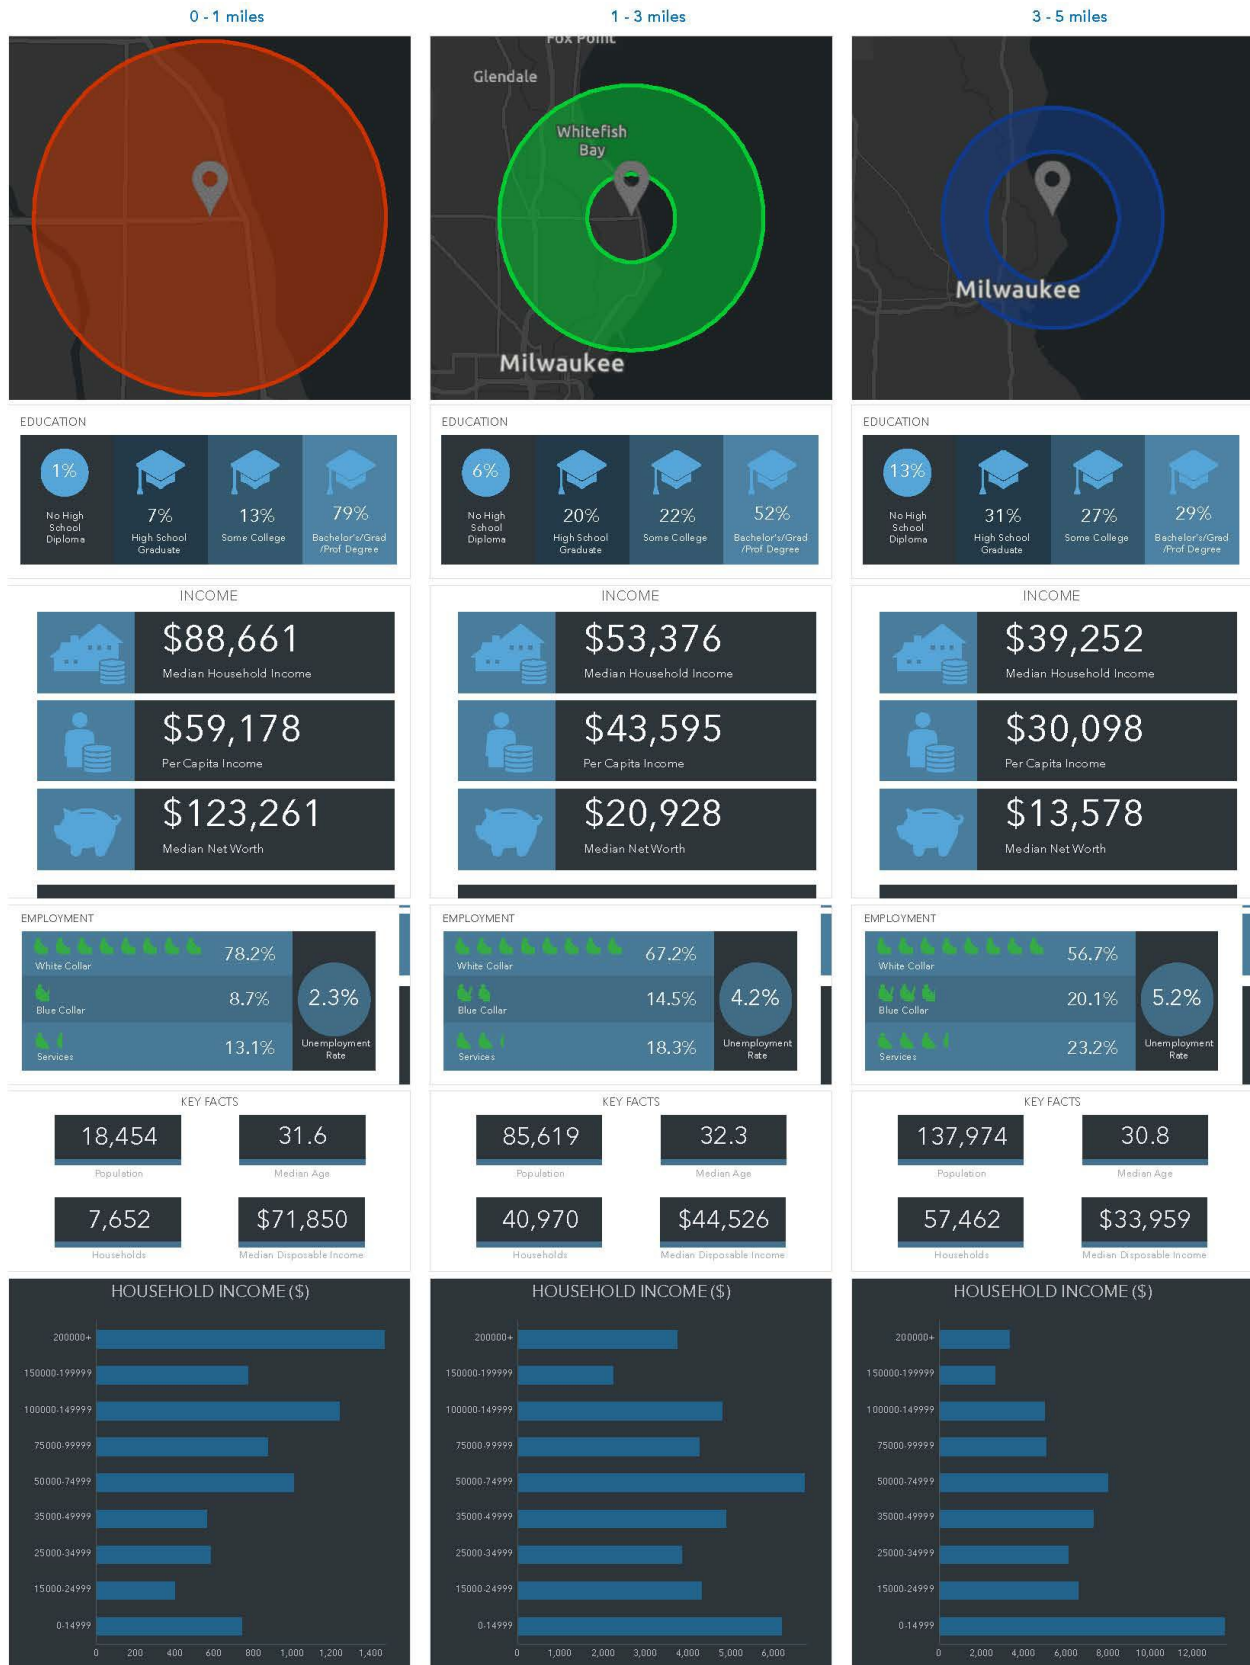 0 - 1 miles
1 - 3 miles
3 - 5 miles
Fox Point
Glendale
Whitefish
Bay
Milwaukee
Milwaukee
EDUCATION
1%
No High
School
Diploma
7%
High School
Graduate
13%
Some College
79%
Bachelor's/Grad
/Prof Degree
EDUCATION
6%
No High
School
Diploma
20%
High School
Graduate
22%
Some College
52%
Bachelor's/Grad
/Prof Degree
EDUCATION
13%
No High
School
Diploma
31%
High School
Graduate
27%
Some College
29%
Bachelor's/Grad
/Prof Degree
INCOME
$88,661
Median Household Income
$59,178
Per Capita Income
$123,261
Median Net Worth
INCOME
$53,376
Median Household Income
$43,595
Per Capita Income
$20,928
Median Net Worth
INCOME
$39,252
Median Household Income
$30,098
Per Capita Income
$13,578
Median Net Worth
EMPLOYMENT
White Collar
78.2%
Blue Collar
8.7%
Services
13.1%
2.3%
Unemployment
Rate
EMPLOYMENT
White Collar
67.2%
Blue Collar
14.5%
Services
18.3%
4.2%
Unemployment
Rate
EMPLOYMENT
White Collar
56.7%
Blue Collar
20.1%
Services
23.2%
5.2%
Unemployment
Rate
KEY FACTS
18,454
Population
31.6
Median Age
7,652
Households
$71,850
Median Disposable Income
KEY FACTS
85,619
Population
32.3
Median Age
40,970
Households
$44,526
Median Disposable Income
KEY FACTS
137,974
Population
30.8
Median Age
57,462
Households
$33,959
Median Disposable Income
HOUSEHOLD INCOME ($)
200000+
150000-199999
100000-149999
75000-99999
50000-74999
35000-49999
25000-34999
15000-24999
0-14999
0 200 400 600 800 1,000 1,200 1,400
HOUSEHOLD INCOME ($)
200000+
150000-199999
100000-149999
75000-99999
50000-74999
35000-49999
25000-34999
15000-24999
0-14999
0 1,000 2,000 3,000 4,000 5,000 6,000
HOUSEHOLD INCOME ($)
200000+
150000-199999
100000-149999
75000-99999
50000-74999
35000-49999
25000-34999
15000-24999
0-14999
0 2,000 4,000 6,000 8,000 10,000 12,000